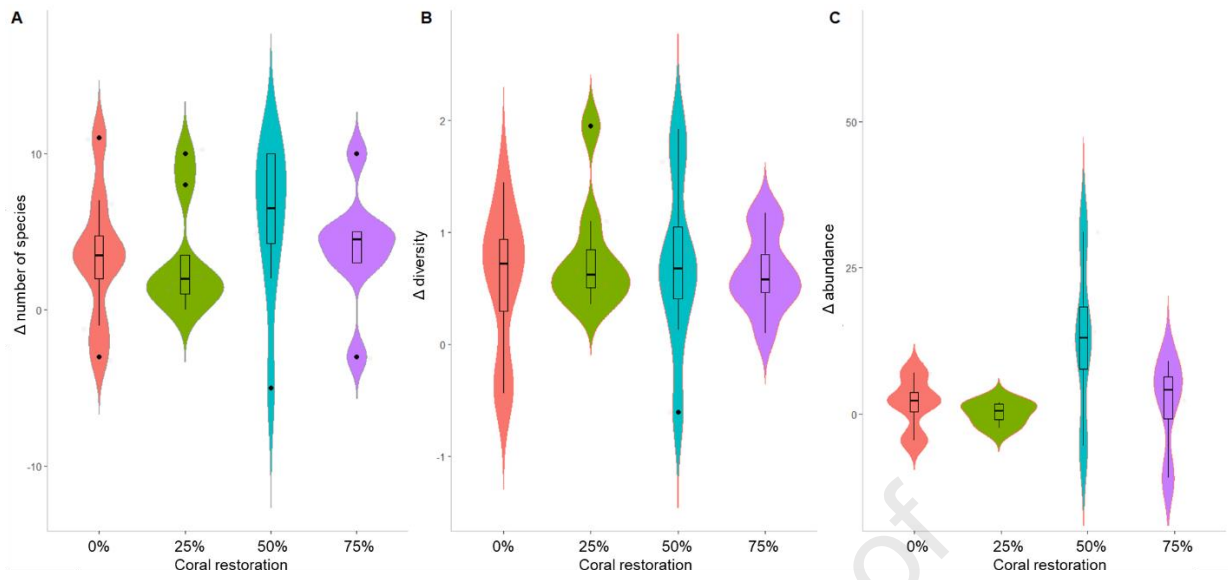 A
Δ number of species
10
0
-10
0%
25%
50%
75%
Coral restoration
B
Δ diversity
2
1
0
-1
0%
25%
50%
75%
Coral restoration
C
Δ abundance
50
25
0
0%
25%
50%
75%
Coral restoration
of